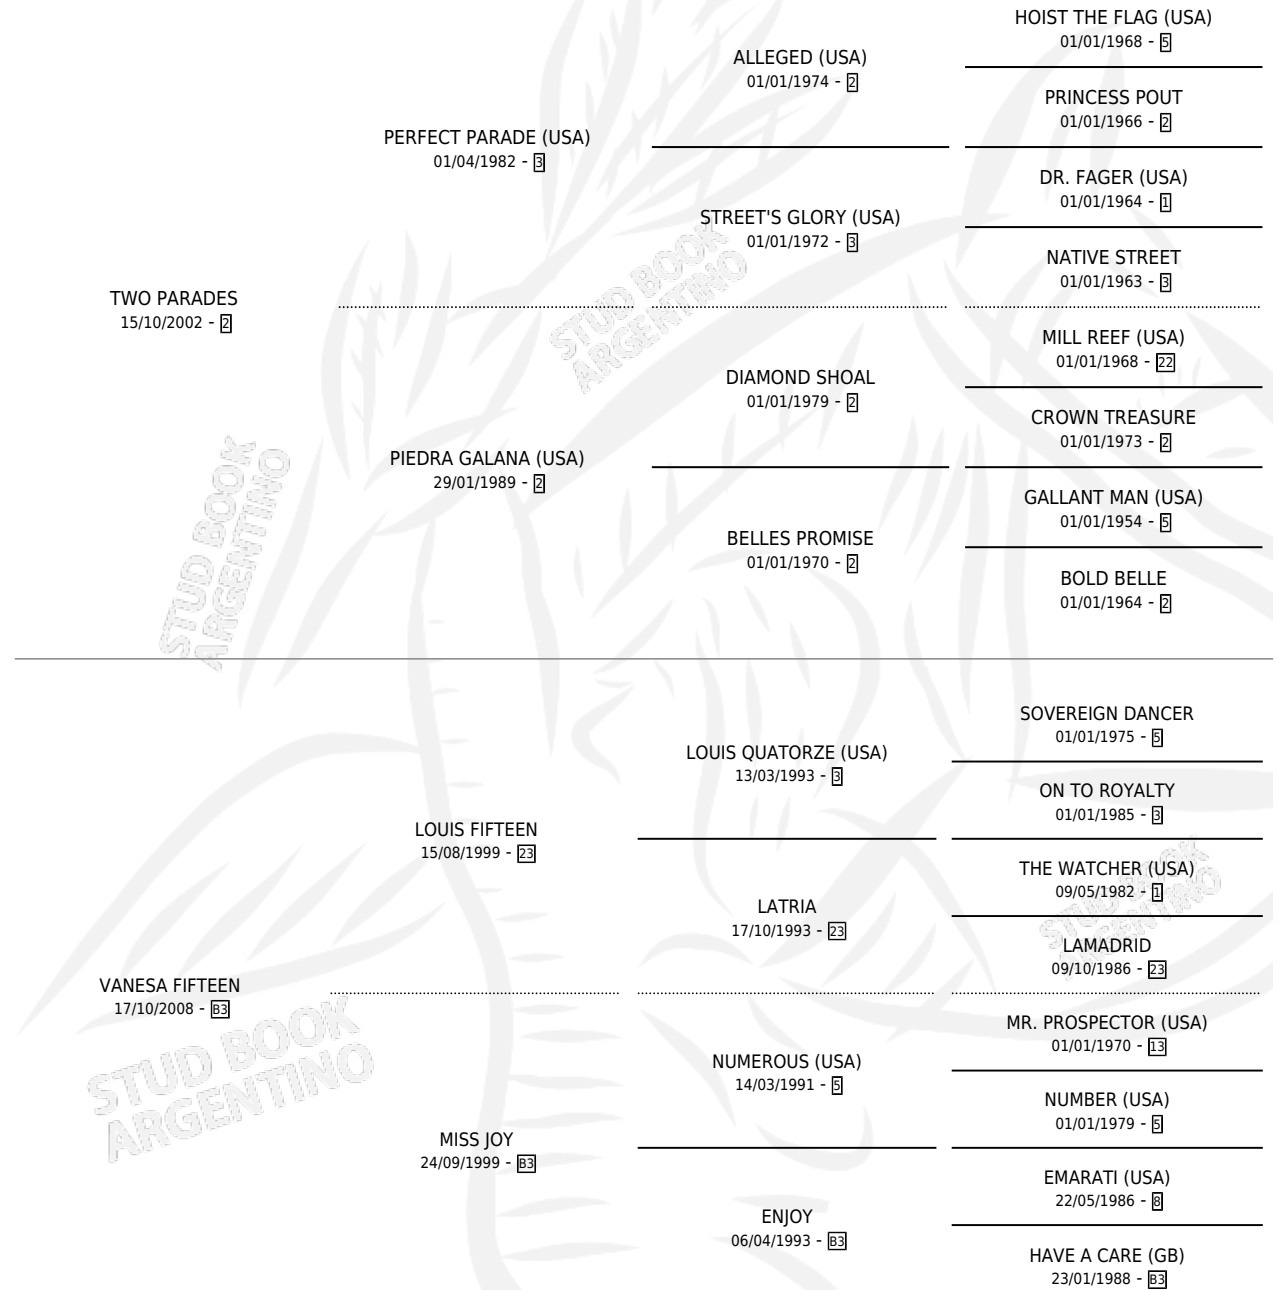 HOIST THE FLAG (USA)
01/01/1968 - 5
ALLEGED (USA)
01/01/1974 - 2
PRINCESS POUT
01/01/1966 - 2
PERFECT PARADE (USA)
01/04/1982 - 3
DR. FAGER (USA)
01/01/1964 - 1
STREET'S GLORY (USA)
01/01/1972 - 3
NATIVE STREET
01/01/1963 - 3
TWO PARADES
15/10/2002 - 2
STUD BOOK
ARGENTINO
MILL REEF (USA)
01/01/1968 - 22
DIAMOND SHOAL
01/01/1979 - 2
CROWN TREASURE
01/01/1973 - 2
PIEDRA GALANA (USA)
29/01/1989 - 2
GALLANT MAN (USA)
01/01/1954 - 5
BELLES PROMISE
01/01/1970 - 2
BOLD BELLE
01/01/1964 - 2
STUD BOOK
ARGENTINO
SOVEREIGN DANCER
01/01/1975 - 5
LOUIS QUATORZE (USA)
13/03/1993 - 3
ON TO ROYALTY
01/01/1985 - 3
LOUIS FIFTEEN
15/08/1999 - 23
THE WATCHER (USA)
09/05/1982 - 1
LATRIA
17/10/1993 - 23
STUD BOOK
ARGENTINO
LAMADRID
09/10/1986 - 23
VANESA FIFTEEN
17/10/2008 - B3
STUD BOOK
ARGENTINO
MR. PROSPECTOR (USA)
01/01/1970 - 13
NUMEROUS (USA)
14/03/1991 - 5
NUMBER (USA)
01/01/1979 - 5
MISS JOY
24/09/1999 - B3
EMARATI (USA)
22/05/1986 - 8
ENJOY
06/04/1993 - B3
HAVE A CARE (GB)
23/01/1988 - B3